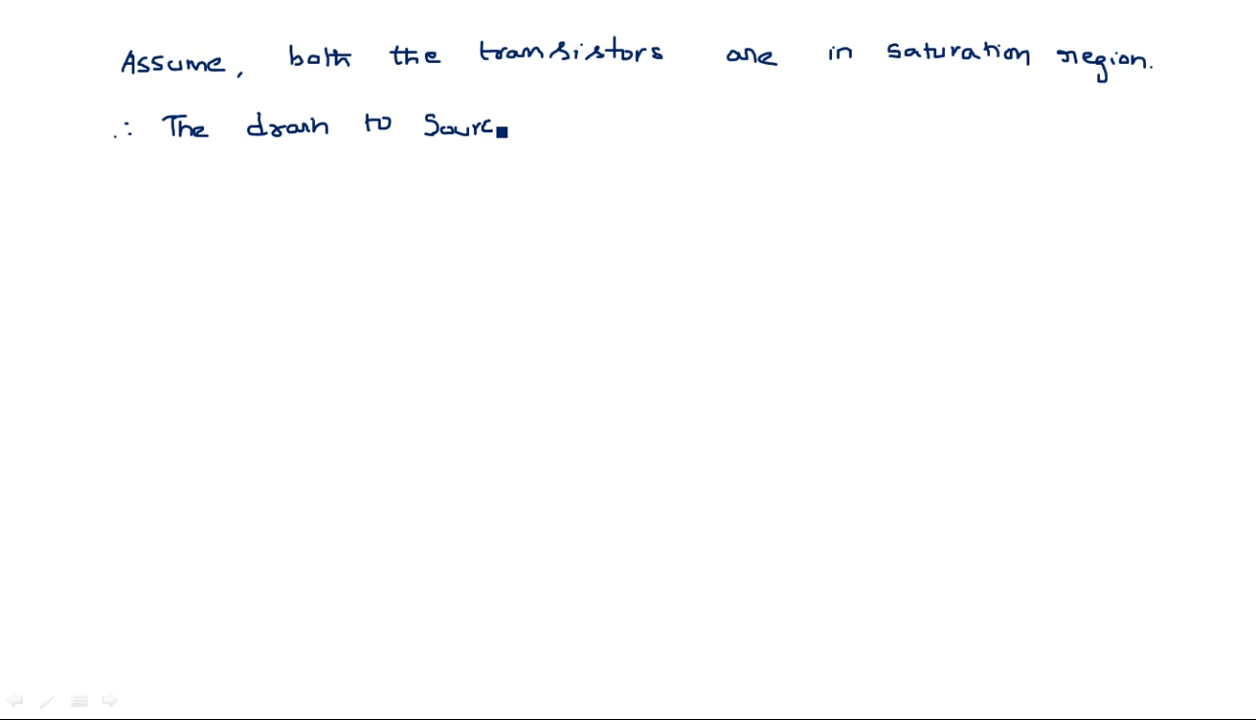 Assume, both the transistors are in saturation region.
∴ The drain to Sourc